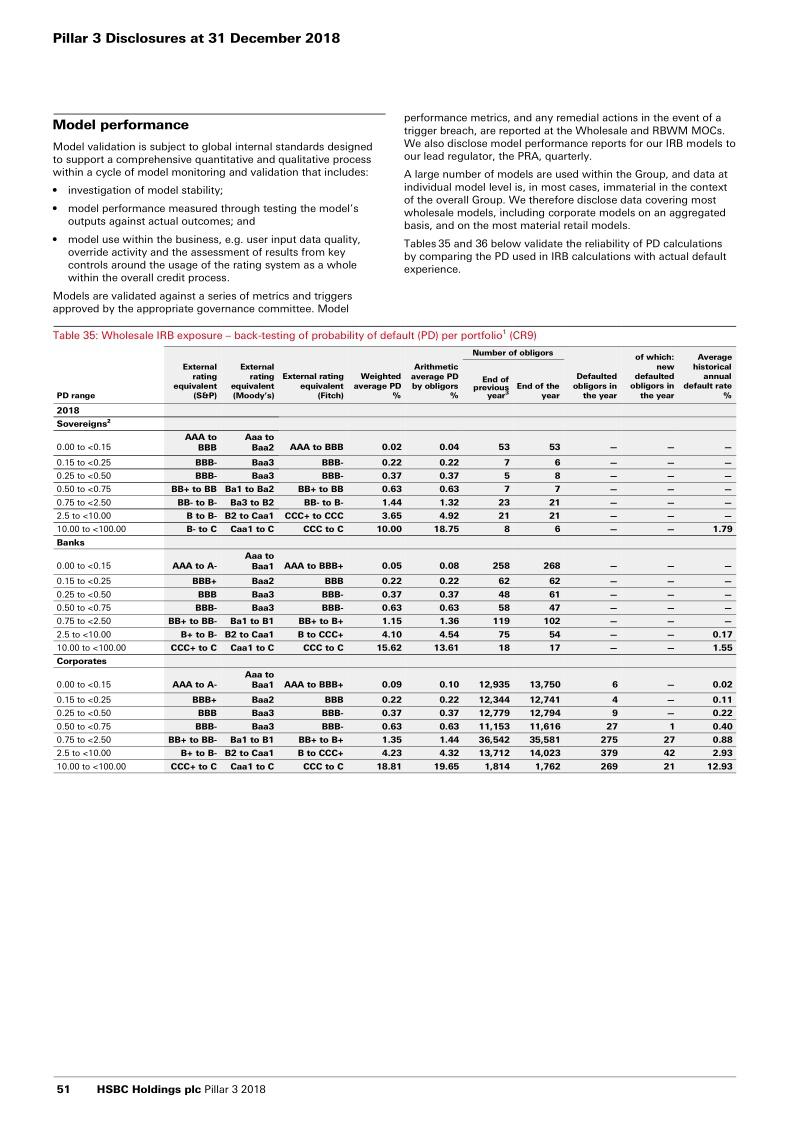 Pillar 3 Disclosures at 31 December 2018
Model performance
Model validation is subject to global internal standards designed
to support a comprehensive quantitative and qualitative process
within a cycle of model monitoring and validation that includes:
• investigation of model stability;
• model performance measured through testing the model's
outputs against actual outcomes; and
• model use within the business, e.g. user input data quality,
override activity and the assessment of results from key
controls around the usage of the rating system as a whole
within the overall credit process.
Models are validated against a series of metrics and triggers
approved by the appropriate governance committee. Model
performance metrics, and any remedial actions in the event of a
trigger breach, are reported at the Wholesale and RBWM MOCs.
We also disclose model performance reports for our IRB models to
our lead regulator, the PRA, quarterly.
A large number of models are used within the Group, and data at
individual model level is, in most cases, immaterial in the context
of the overall Group. We therefore disclose data covering most
wholesale models, including corporate models on an aggregated
basis, and on the most material retail models.
Tables 35 and 36 below validate the reliability of PD calculations
by comparing the PD used in IRB calculations with actual default
experience.
Table 35: Wholesale IRB exposure – back-testing of probability of default (PD) per portfolio1 (CR9)
PD range
External
rating
equivalent
(S&P)
External
rating
equivalent
(Moody's)
External rating
equivalent
(Fitch)
Weighted
average PD
%
Arithmetic
average PD
by obligors
%
Number of obligors
End of
previous
year3
End of the
year
Defaulted
obligors in
the year
of which:
new
defaulted
obligors in
the year
Average
historical
annual
default rate
%
2018
Sovereigns2
0.00 to <0.15 AAA to BBB Aaa to Baa2 AAA to BBB 0.02 0.04 53 53 — — —
0.15 to <0.25 BBB- Baa3 BBB- 0.22 0.22 7 6 — — —
0.25 to <0.50 BBB- Baa3 BBB- 0.37 0.37 5 8 — — —
0.50 to <0.75 BB+ to BB Ba1 to Ba2 BB+ to BB 0.63 0.63 7 7 — — —
0.75 to <2.50 BB- to B- Ba3 to B2 BB- to B- 1.44 1.32 23 21 — — —
2.5 to <10.00 B to B- B2 to Caa1 CCC+ to CCC 3.65 4.92 21 21 — — —
10.00 to <100.00 B- to C Caa1 to C CCC to C 10.00 18.75 8 6 — — 1.79
Banks
0.00 to <0.15 AAA to A- Aaa to Baa1 AAA to BBB+ 0.05 0.08 258 268 — — —
0.15 to <0.25 BBB+ Baa2 BBB 0.22 0.22 62 62 — — —
0.25 to <0.50 BBB Baa3 BBB- 0.37 0.37 48 61 — — —
0.50 to <0.75 BBB- Baa3 BBB- 0.63 0.63 58 47 — — —
0.75 to <2.50 BB+ to BB- Ba1 to B1 BB+ to B+ 1.15 1.36 119 102 — — —
2.5 to <10.00 B+ to B- B2 to Caa1 B to CCC+ 4.10 4.54 75 54 — — 0.17
10.00 to <100.00 CCC+ to C Caa1 to C CCC to C 15.62 13.61 18 17 — — 1.55
Corporates
0.00 to <0.15 AAA to A- Aaa to Baa1 AAA to BBB+ 0.09 0.10 12,935 13,750 6 — 0.02
0.15 to <0.25 BBB+ Baa2 BBB 0.22 0.22 12,344 12,741 4 — 0.11
0.25 to <0.50 BBB Baa3 BBB- 0.37 0.37 12,779 12,794 9 — 0.22
0.50 to <0.75 BBB- Baa3 BBB- 0.63 0.63 11,153 11,616 27 1 0.40
0.75 to <2.50 BB+ to BB- Ba1 to B1 BB+ to B+ 1.35 1.44 36,542 35,581 275 27 0.88
2.5 to <10.00 B+ to B- B2 to Caa1 B to CCC+ 4.23 4.32 13,712 14,023 379 42 2.93
10.00 to <100.00 CCC+ to C Caa1 to C CCC to C 18.81 19.65 1,814 1,762 269 21 12.93
51 HSBC Holdings plc Pillar 3 2018